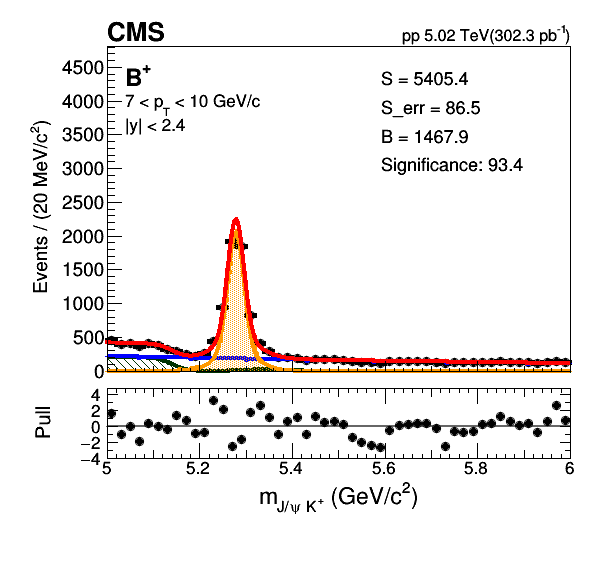 CMS
pp 5.02 TeV(302.3 pb⁻¹)
B⁺
7 < p_T < 10 GeV/c
|y| < 2.4
S = 5405.4
S_err = 86.5
B = 1467.9
Significance: 93.4
Events / (20 MeV/c²)
4500
4000
3500
3000
2500
2000
1500
1000
500
0
Pull
4
2
0
−2
−4
5 5.2 5.4 5.6 5.8 6
m_{J/ψ K⁺} (GeV/c²)